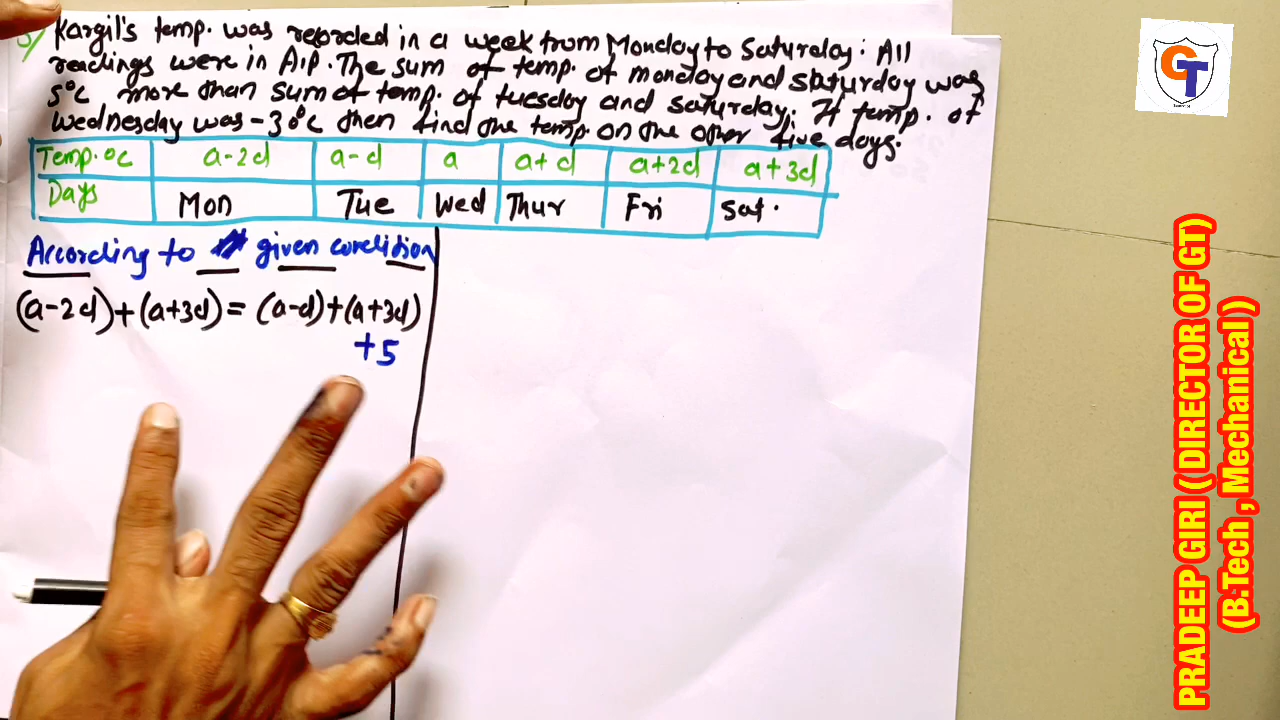 3) Kargil's temp. was recorded in a week from Monday to Saturday. All
readings were in A.P. The sum of temp. of monday and saturday was
5°C more than sum of temp. of tuesday and saturday. If temp. of
Wednesday was -30°C then find the temp on the other five days.
Temp.°C a-2d a-d a a+d a+2d a+3d
Days Mon Tue Wed Thur Fri Sat.
According to given condition
(a-2d)+(a+3d)= (a-d)+(a+3d)
+5
GT
PRADEEP GIRI ( DIRECTOR OF GT)
(B.Tech , Mechanical )